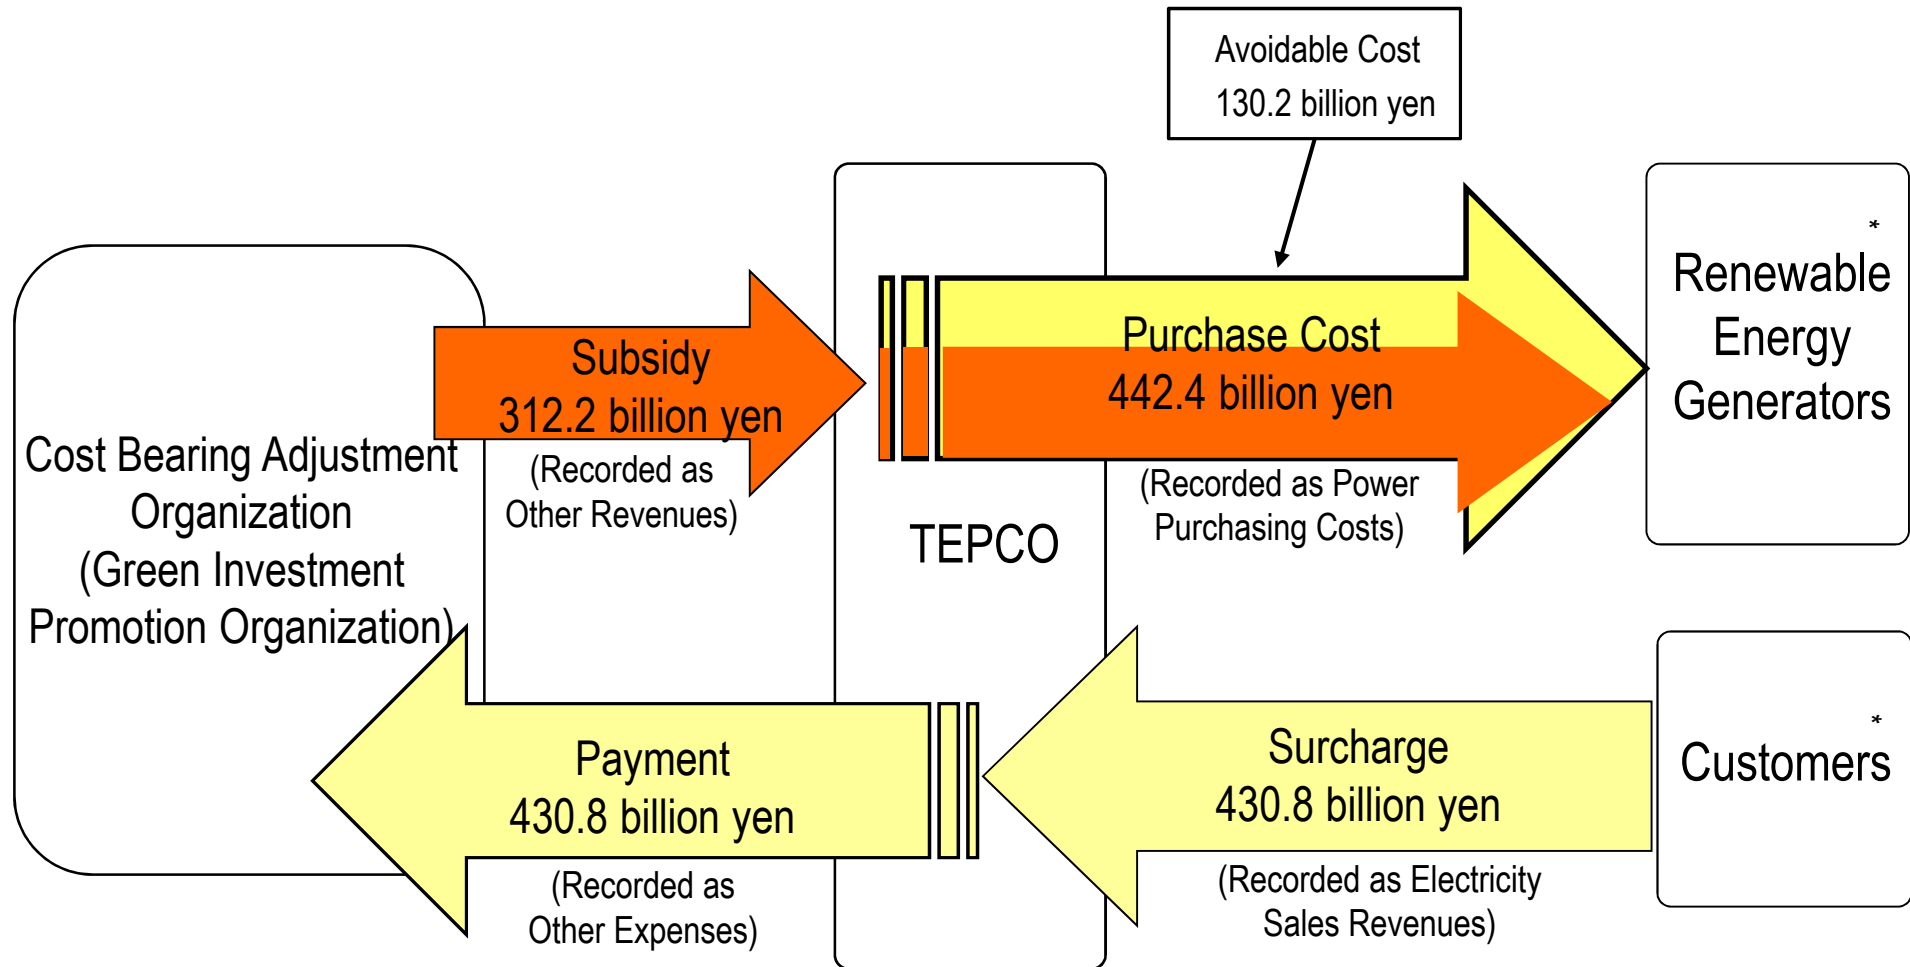 Avoidable Cost
130.2 billion yen
Cost Bearing Adjustment
Organization
(Green Investment
Promotion Organization)
Subsidy
312.2 billion yen
(Recorded as
Other Revenues)
TEPCO
Purchase Cost
442.4 billion yen
(Recorded as Power
Purchasing Costs)
*
Renewable
Energy
Generators
Payment
430.8 billion yen
(Recorded as
Other Expenses)
Surcharge
430.8 billion yen
(Recorded as Electricity
Sales Revenues)
*
Customers